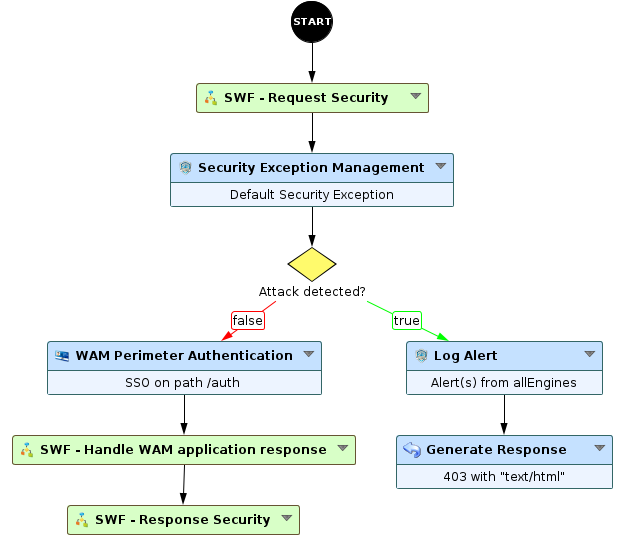 START
SWF - Request Security
Security Exception Management
Default Security Exception
Attack detected?
false
true
WAM Perimeter Authentication
SSO on path /auth
Log Alert
Alert(s) from allEngines
SWF - Handle WAM application response
Generate Response
403 with "text/html"
SWF - Response Security